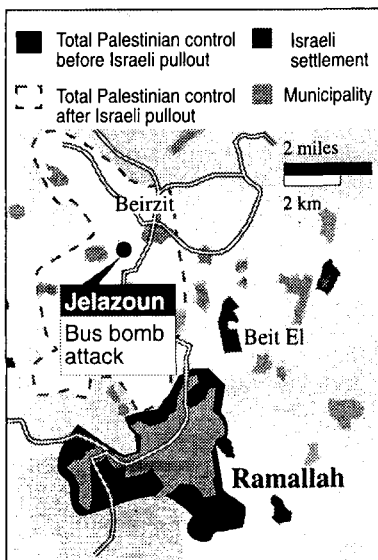 Total Palestinian control
before Israeli pullout
Israeli
settlement
Total Palestinian control
after Israeli pullout
Municipality
2 miles
2 km
Beirzit
Jelazoun
Bus bomb
attack
Beit El
Ramallah